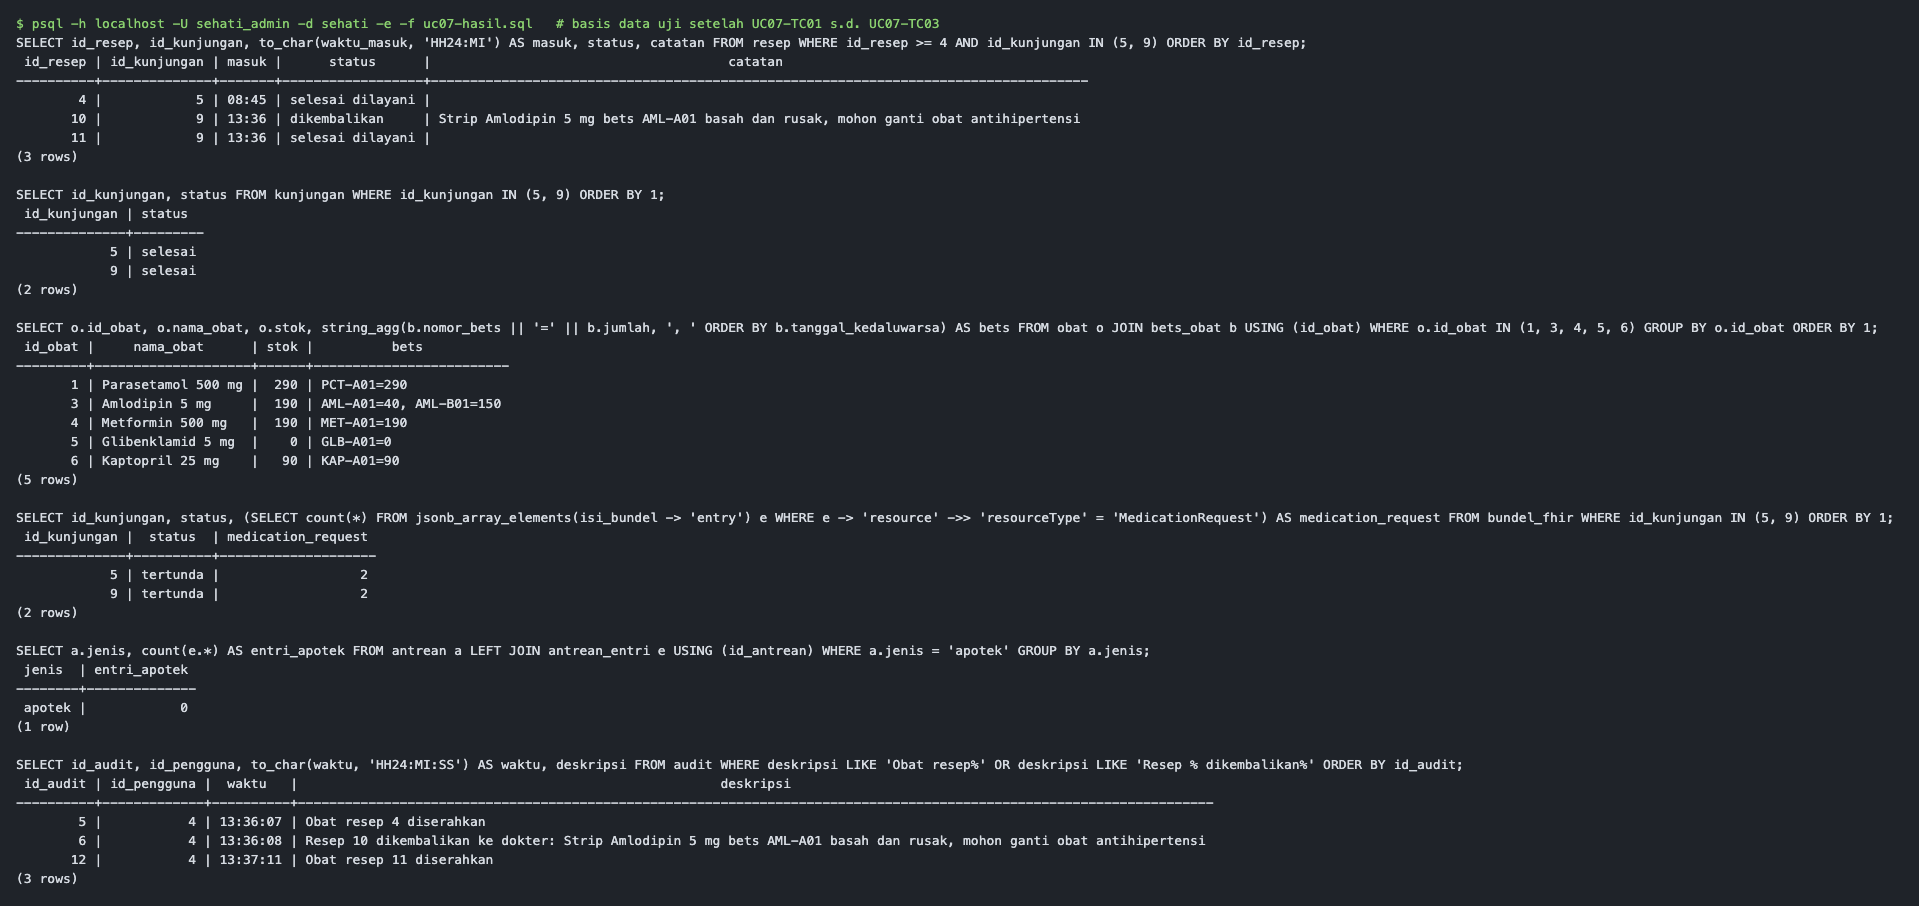 $ psql -h localhost -U sehati_admin -d sehati -e -f uc07-hasil.sql   # basis data uji setelah UC07-TC01 s.d. UC07-TC03
SELECT id_resep, id_kunjungan, to_char(waktu_masuk, 'HH24:MI') AS masuk, status, catatan FROM resep WHERE id_resep >= 4 AND id_kunjungan IN (5, 9) ORDER BY id_resep;
 id_resep | id_kunjungan | masuk |      status      |                                      catatan
----------+--------------+-------+------------------+------------------------------------------------------------------------------------
        4 |            5 | 08:45 | selesai dilayani |
       10 |            9 | 13:36 | dikembalikan     | Strip Amlodipin 5 mg bets AML-A01 basah dan rusak, mohon ganti obat antihipertensi
       11 |            9 | 13:36 | selesai dilayani |
(3 rows)

SELECT id_kunjungan, status FROM kunjungan WHERE id_kunjungan IN (5, 9) ORDER BY 1;
 id_kunjungan | status
--------------+---------
            5 | selesai
            9 | selesai
(2 rows)

SELECT o.id_obat, o.nama_obat, o.stok, string_agg(b.nomor_bets || '=' || b.jumlah, ', ' ORDER BY b.tanggal_kedaluwarsa) AS bets FROM obat o JOIN bets_obat b USING (id_obat) WHERE o.id_obat IN (1, 3, 4, 5, 6) GROUP BY o.id_obat ORDER BY 1;
 id_obat |     nama_obat      | stok |          bets
---------+--------------------+------+-------------------------
       1 | Parasetamol 500 mg |  290 | PCT-A01=290
       3 | Amlodipin 5 mg     |  190 | AML-A01=40, AML-B01=150
       4 | Metformin 500 mg   |  190 | MET-A01=190
       5 | Glibenklamid 5 mg  |    0 | GLB-A01=0
       6 | Kaptopril 25 mg    |   90 | KAP-A01=90
(5 rows)

SELECT id_kunjungan, status, (SELECT count(*) FROM jsonb_array_elements(isi_bundel -> 'entry') e WHERE e -> 'resource' ->> 'resourceType' = 'MedicationRequest') AS medication_request FROM bundel_fhir WHERE id_kunjungan IN (5, 9) ORDER BY 1;
 id_kunjungan |  status  | medication_request
--------------+----------+--------------------
            5 | tertunda |                  2
            9 | tertunda |                  2
(2 rows)

SELECT a.jenis, count(e.*) AS entri_apotek FROM antrean a LEFT JOIN antrean_entri e USING (id_antrean) WHERE a.jenis = 'apotek' GROUP BY a.jenis;
 jenis  | entri_apotek
--------+--------------
 apotek |            0
(1 row)

SELECT id_audit, id_pengguna, to_char(waktu, 'HH24:MI:SS') AS waktu, deskripsi FROM audit WHERE deskripsi LIKE 'Obat resep%' OR deskripsi LIKE 'Resep % dikembalikan%' ORDER BY id_audit;
 id_audit | id_pengguna |  waktu   |                                                      deskripsi
----------+-------------+----------+---------------------------------------------------------------------------------------------------------------------
        5 |           4 | 13:36:07 | Obat resep 4 diserahkan
        6 |           4 | 13:36:08 | Resep 10 dikembalikan ke dokter: Strip Amlodipin 5 mg bets AML-A01 basah dan rusak, mohon ganti obat antihipertensi
       12 |           4 | 13:37:11 | Obat resep 11 diserahkan
(3 rows)